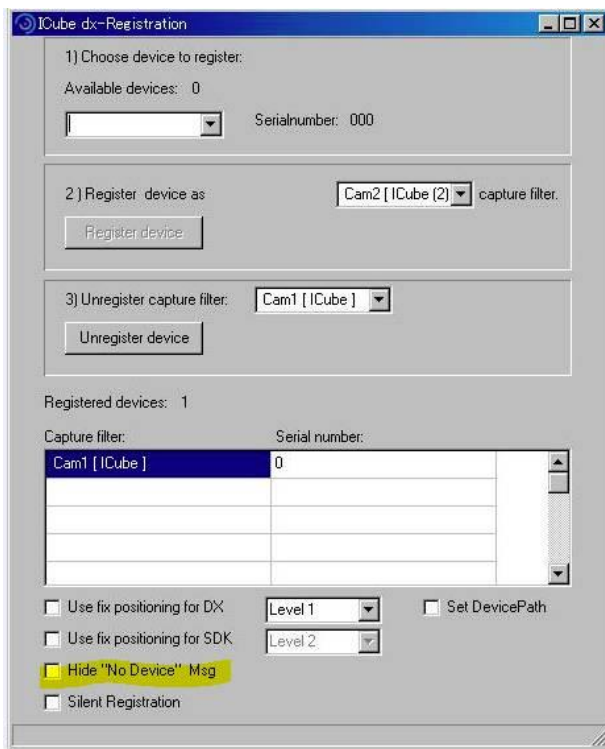 ICube dx-Registration
1) Choose device to register:
Available devices: 0
Serialnumber: 000
2 ) Register device as Cam2 [ ICube (2) capture filter.
Register device
3) Unregister capture filter: Cam1 [ ICube ]
Unregister device
Registered devices: 1
Capture filter: Serial number:
Cam1 [ ICube ] 0
Use fix positioning for DX Level 1 Set DevicePath
Use fix positioning for SDK Level 2
Hide "No Device" Msg
Silent Registration